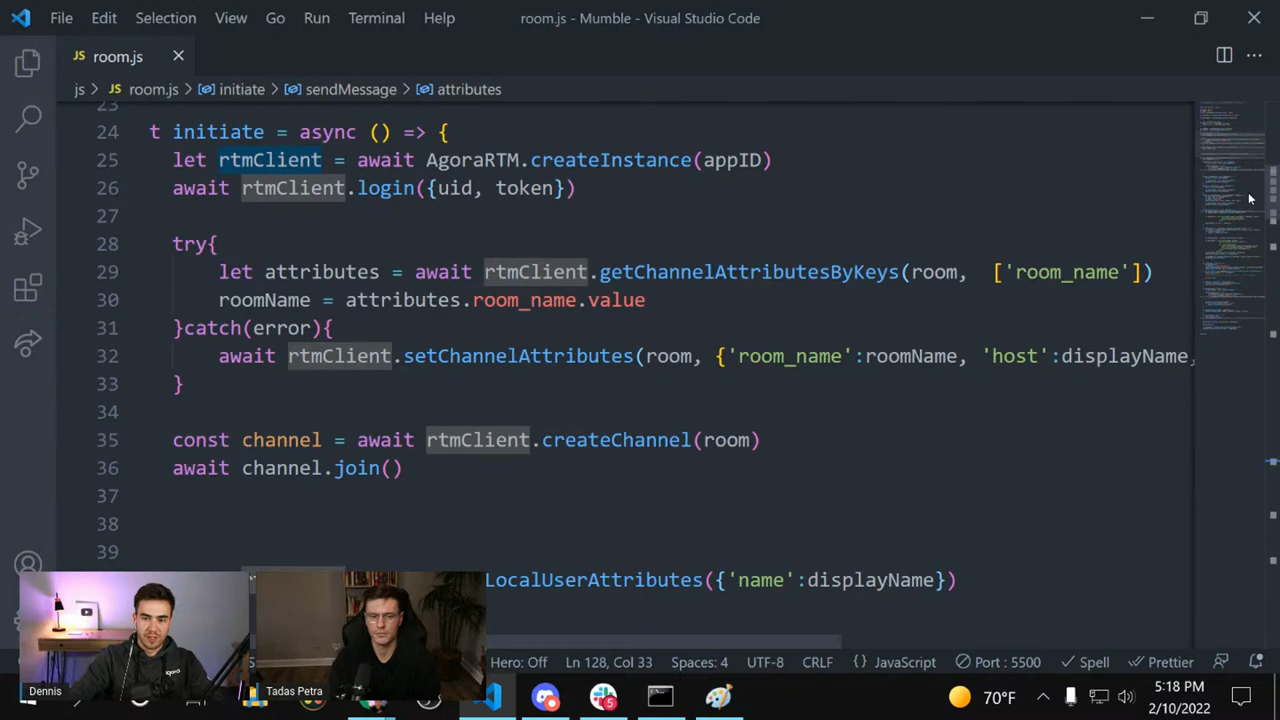 File Edit Selection View Go Run Terminal Help room.js - Mumble - Visual Studio Code
JS room.js
js > JS room.js > initiate > sendMessage > attributes
23
24 t initiate = async () => {
25 let rtmClient = await AgoraRTM.createInstance(appID)
26 await rtmClient.login({uid, token})
27
28 try{
29 let attributes = await rtmClient.getChannelAttributesByKeys(room, ['room_name'])
30 roomName = attributes.room_name.value
31 }catch(error){
32 await rtmClient.setChannelAttributes(room, {'room_name':roomName, 'host':displayName,
33 }
34
35 const channel = await rtmClient.createChannel(room)
36 await channel.join()
37
38
39
LocalUserAttributes({'name':displayName})
Hero: Off Ln 128, Col 33 Spaces: 4 UTF-8 CRLF {} JavaScript Port : 5500 Spell Prettier
Dennis Tadas Petra
5
70°F
5:18 PM
2/10/2022